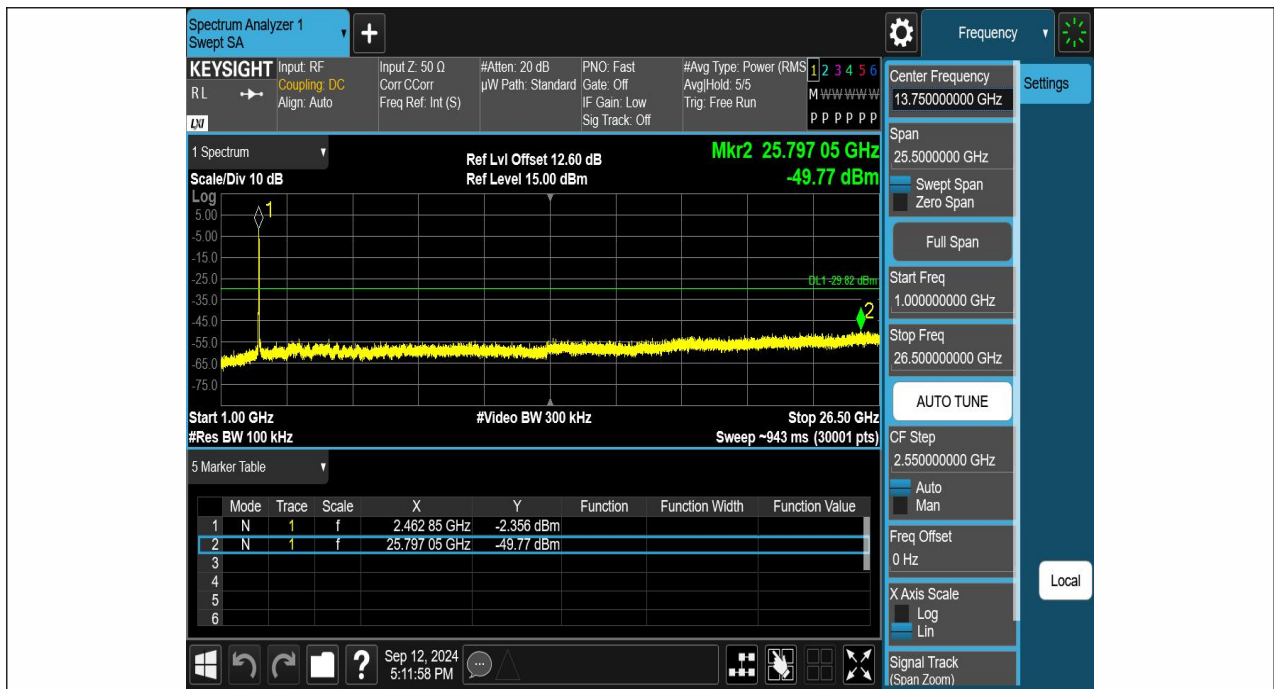 Spectrum Analyzer 1
Swept SA
Frequency
KEYSIGHT
RL
LXI
Input: RF
Coupling: DC
Align: Auto
Input Z: 50 Ω
Corr CCorr
Freq Ref: Int (S)
#Atten: 20 dB
µW Path: Standard
PNO: Fast
Gate: Off
IF Gain: Low
Sig Track: Off
#Avg Type: Power (RMS
Avg|Hold: 5/5
Trig: Free Run
1 2 3 4 5 6
M W W W W W
P P P P P P
1 Spectrum
Scale/Div 10 dB
Ref Lvl Offset 12.60 dB
Ref Level 15.00 dBm
Mkr2 25.797 05 GHz
-49.77 dBm
Log
5.00
-5.00
-15.0
-25.0
-35.0
-45.0
-55.0
-65.0
-75.0
1
DL1 -29.82 dBm
2
Start 1.00 GHz
#Video BW 300 kHz
Stop 26.50 GHz
#Res BW 100 kHz
Sweep ~943 ms (30001 pts)
5 Marker Table
Mode Trace Scale X Y Function Function Width Function Value
1 N 1 f 2.462 85 GHz -2.356 dBm
2 N 1 f 25.797 05 GHz -49.77 dBm
3
4
5
6
Sep 12, 2024
5:11:58 PM
?
Center Frequency
13.750000000 GHz
Span
25.5000000 GHz
Swept Span
Zero Span
Full Span
Start Freq
1.000000000 GHz
Stop Freq
26.500000000 GHz
AUTO TUNE
CF Step
2.550000000 GHz
Auto
Man
Freq Offset
0 Hz
X Axis Scale
Log
Lin
Signal Track
(Span Zoom)
Settings
Local